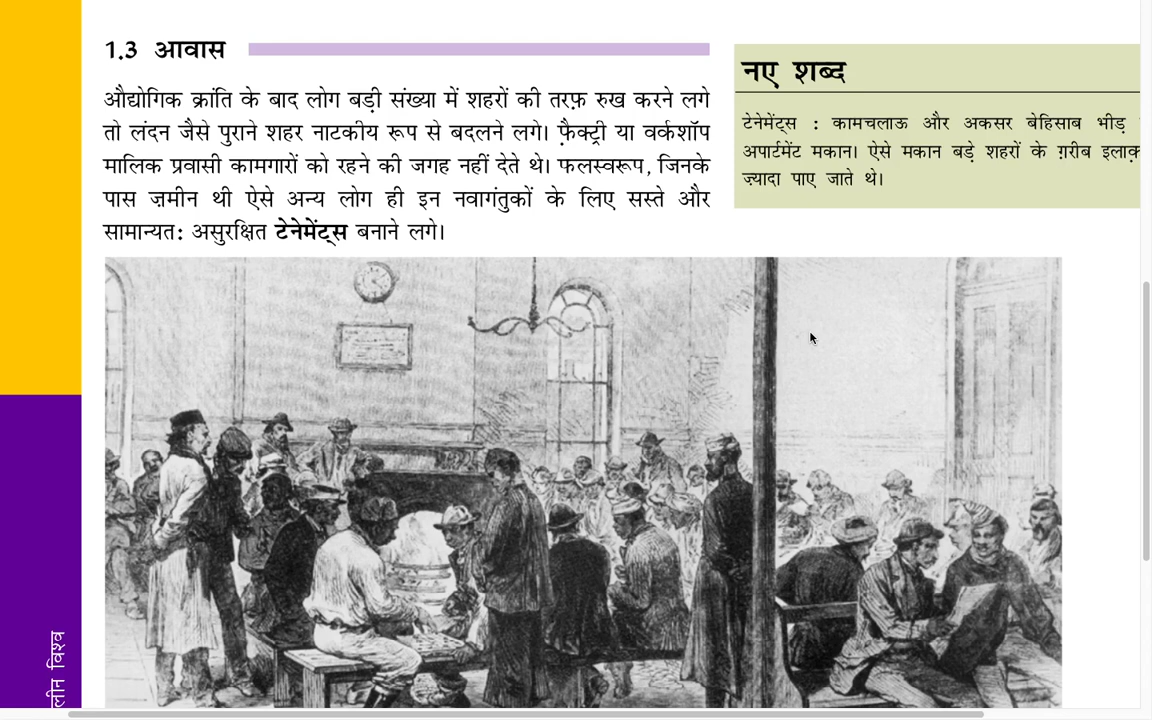 1.3 आवास
औद्योगिक क्रांति के बाद लोग बड़ी संख्या में शहरों की तरफ़ रुख करने लगे
तो लंदन जैसे पुराने शहर नाटकीय रूप से बदलने लगे। फ़ैक्ट्री या वर्कशॉप
मालिक प्रवासी कामगारों को रहने की जगह नहीं देते थे। फलस्वरूप, जिनके
पास ज़मीन थी ऐसे अन्य लोग ही इन नवागंतुकों के लिए सस्ते और
सामान्यत: असुरक्षित टेनेमेंट्स बनाने लगे।
नए शब्द
टेनेमेंट्स : कामचलाऊ और अकसर बेहिसाब भीड़
अपार्टमेंट मकान। ऐसे मकान बड़े शहरों के ग़रीब
ज़्यादा पाए जाते थे।
विश्व